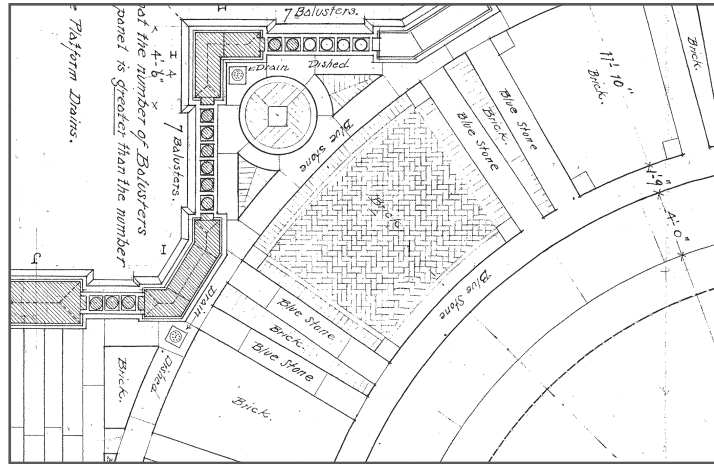 7 Balusters.
Drain
Dished
Blue Stone
Brick.
Blue Stone
Brick.
Blue Stone
11'-10"
Brick.
Brick.
1'-9"
4'-0"
Blue Stone
Blue Stone
Brick.
Blue Stone
Brick.
Drain
Dished
Brick.
7 Balusters.
4'-6"
at the number of Balusters
panel is greater than the number
e Platform Drains.
I
I
I
J